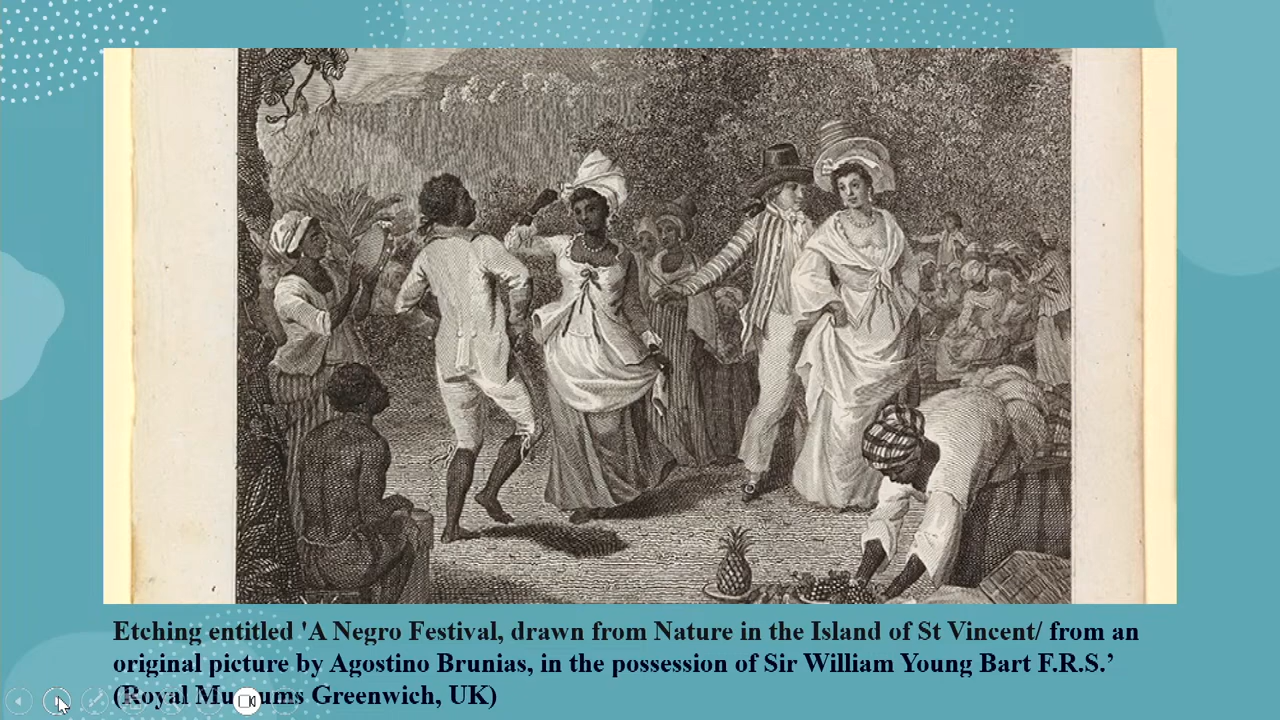 Etching entitled 'A Negro Festival, drawn from Nature in the Island of St Vincent/ from an
original picture by Agostino Brunias, in the possession of Sir William Young Bart F.R.S.’
(Royal Museums Greenwich, UK)